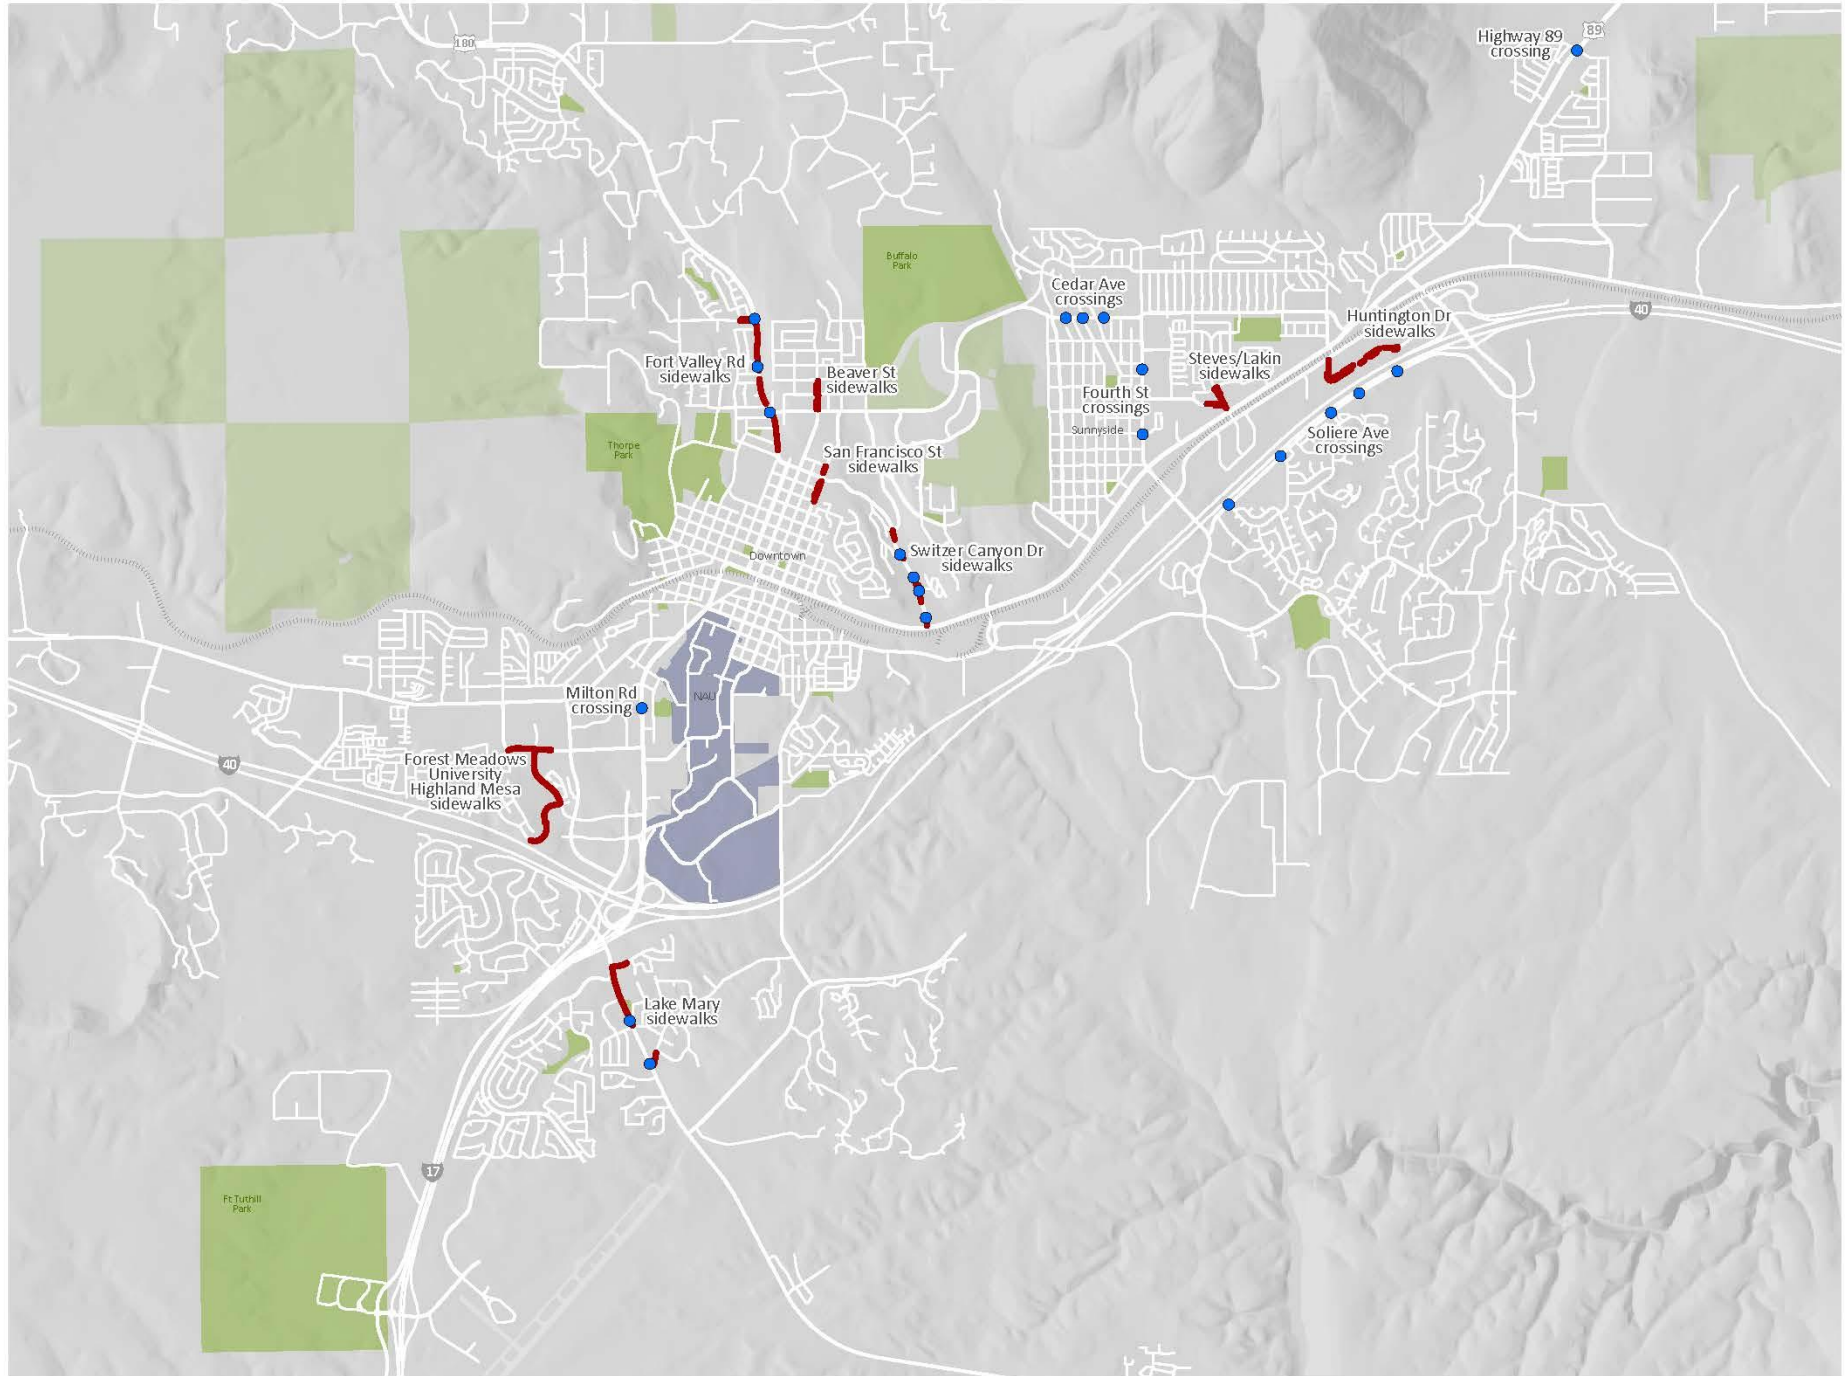 180
Highway 89
crossing
89
Buffalo
Park
Cedar Ave
crossings
40
Huntington Dr
sidewalks
Fort Valley Rd
sidewalks
Beaver St
sidewalks
Steves/Lakin
sidewalks
Fourth St
crossings
Sunnyside
Soliere Ave
crossings
Thorpe
Park
San Francisco St
sidewalks
Downtown
Switzer Canyon Dr
sidewalks
Milton Rd
crossing
NAU
40
Forest Meadows
University
Highland Mesa
sidewalks
Lake Mary
sidewalks
17
Ft Tuthill
Park